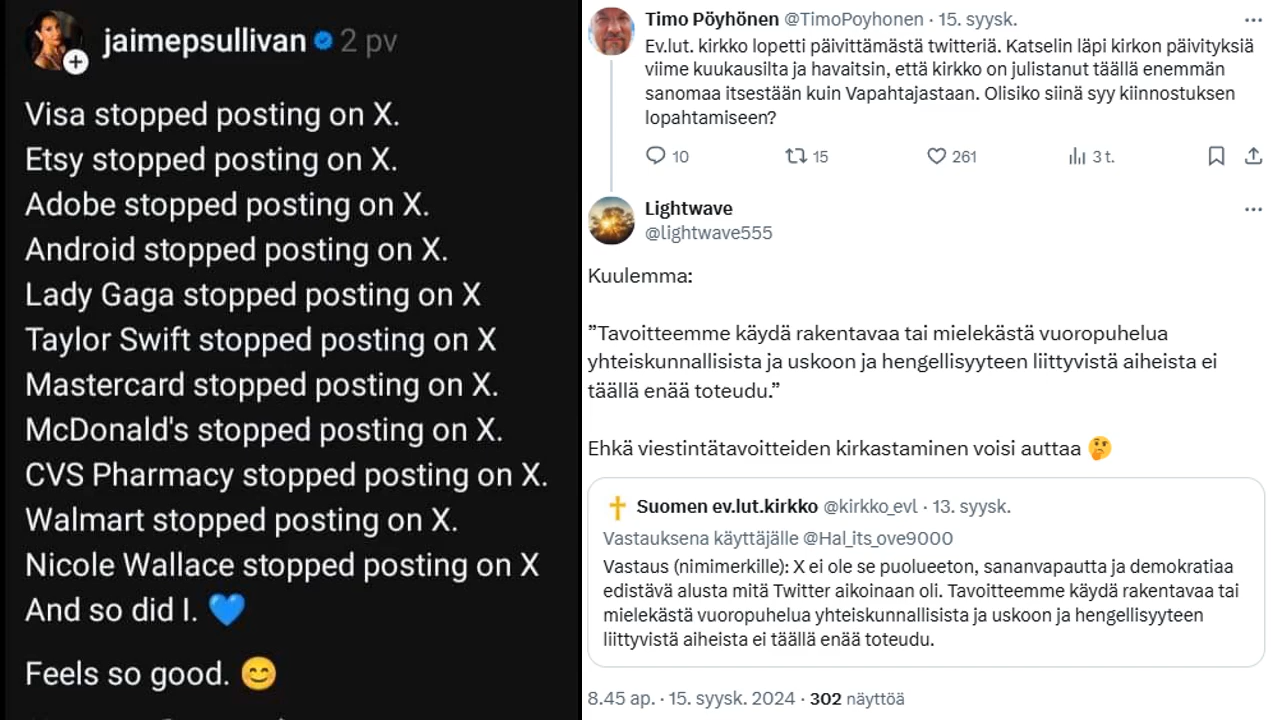 jaimepsullivan 2 pv
Visa stopped posting on X.
Etsy stopped posting on X.
Adobe stopped posting on X.
Android stopped posting on X.
Lady Gaga stopped posting on X
Taylor Swift stopped posting on X
Mastercard stopped posting on X.
McDonald's stopped posting on X.
CVS Pharmacy stopped posting on X.
Walmart stopped posting on X.
Nicole Wallace stopped posting on X
And so did I. 💙
Feels so good. 😊
Timo Pöyhönen @TimoPoyhonen · 15. syysk.
Ev.lut. kirkko lopetti päivittämästä twitteriä. Katselin läpi kirkon päivityksiä
viime kuukausilta ja havaitsin, että kirkko on julistanut täällä enemmän
sanomaa itsestään kuin Vapahtajastaan. Olisiko siinä syy kiinnostuksen
lopahtamiseen?
10 15 261 3 t.
Lightwave
@lightwave555
Kuulemma:
”Tavoitteemme käydä rakentavaa tai mielekästä vuoropuhelua
yhteiskunnallisista ja uskoon ja hengellisyyteen liittyvistä aiheista ei
täällä enää toteudu.”
Ehkä viestintätavoitteiden kirkastaminen voisi auttaa 🤔
Suomen ev.lut.kirkko @kirkko_evl · 13. syysk.
Vastauksena käyttäjälle @Hal_its_ove9000
Vastaus (nimimerkille): X ei ole se puolueeton, sananvapautta ja demokratiaa
edistävä alusta mitä Twitter aikoinaan oli. Tavoitteemme käydä rakentavaa tai
mielekästä vuoropuhelua yhteiskunnallisista ja uskoon ja hengellisyyteen
liittyvistä aiheista ei täällä enää toteudu.
8.45 ap. · 15. syysk. 2024 · 302 näyttöä